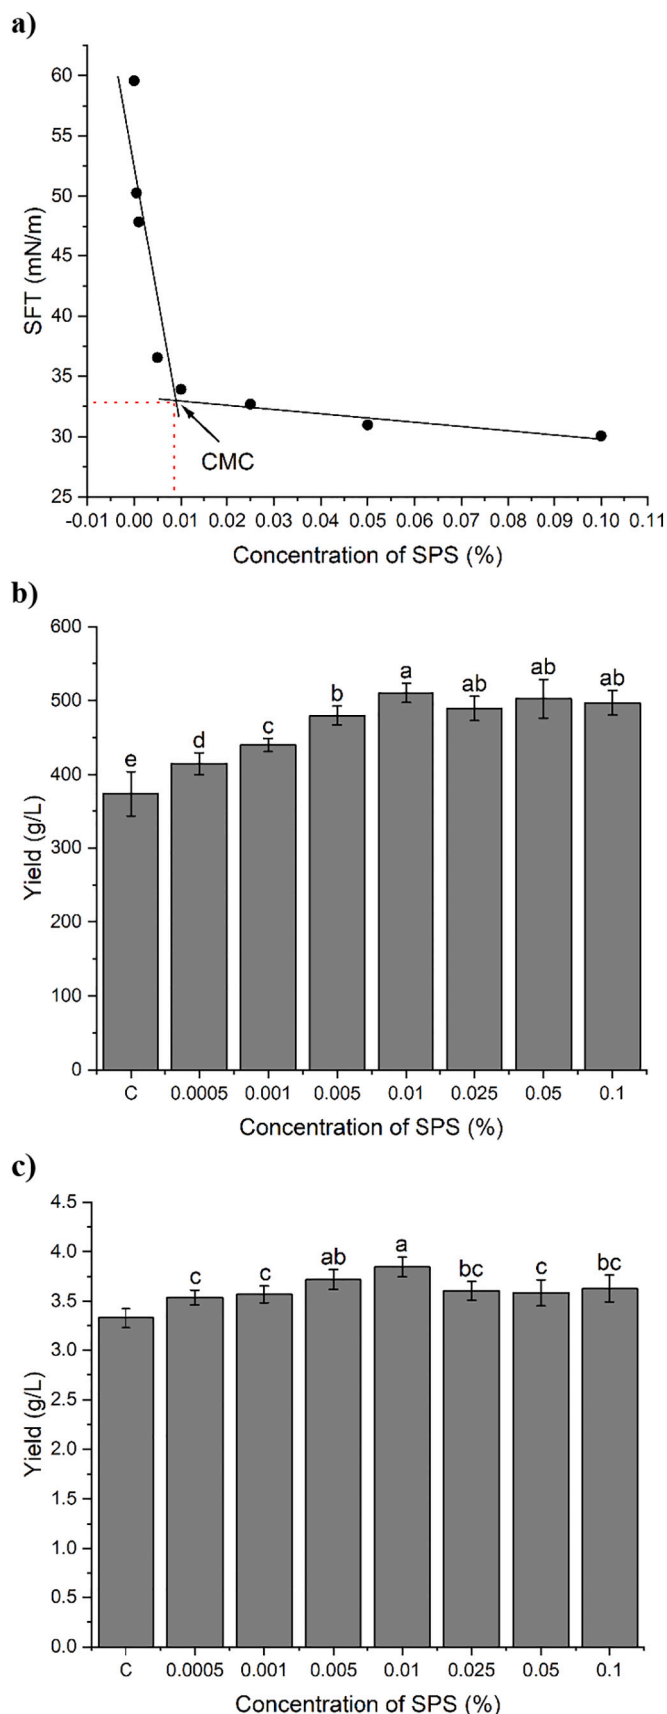 a)
60
55
50
45
40
35
30
25
SFT (mN/m)
CMC
-0.01 0.00 0.01 0.02 0.03 0.04 0.05 0.06 0.07 0.08 0.09 0.10 0.11
Concentration of SPS (%)
b)
600
500
400
300
200
100
0
Yield (g/L)
e d c b a ab ab ab
C 0.0005 0.001 0.005 0.01 0.025 0.05 0.1
Concentration of SPS (%)
c)
4.5
4.0
3.5
3.0
2.5
2.0
1.5
1.0
0.5
0.0
Yield (g/L)
c c ab a bc c bc
C 0.0005 0.001 0.005 0.01 0.025 0.05 0.1
Concentration of SPS (%)